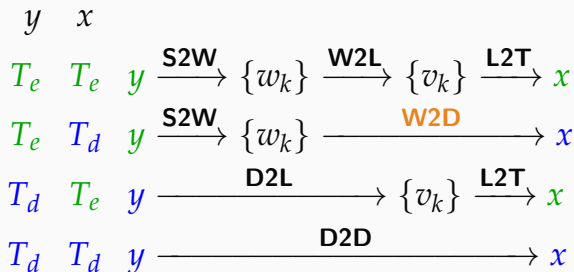 y x
T_e T_e y S2W {w_k} W2L {v_k} L2T x
T_e T_d y S2W {w_k} W2D x
T_d T_e y D2L {v_k} L2T x
T_d T_d y D2D x